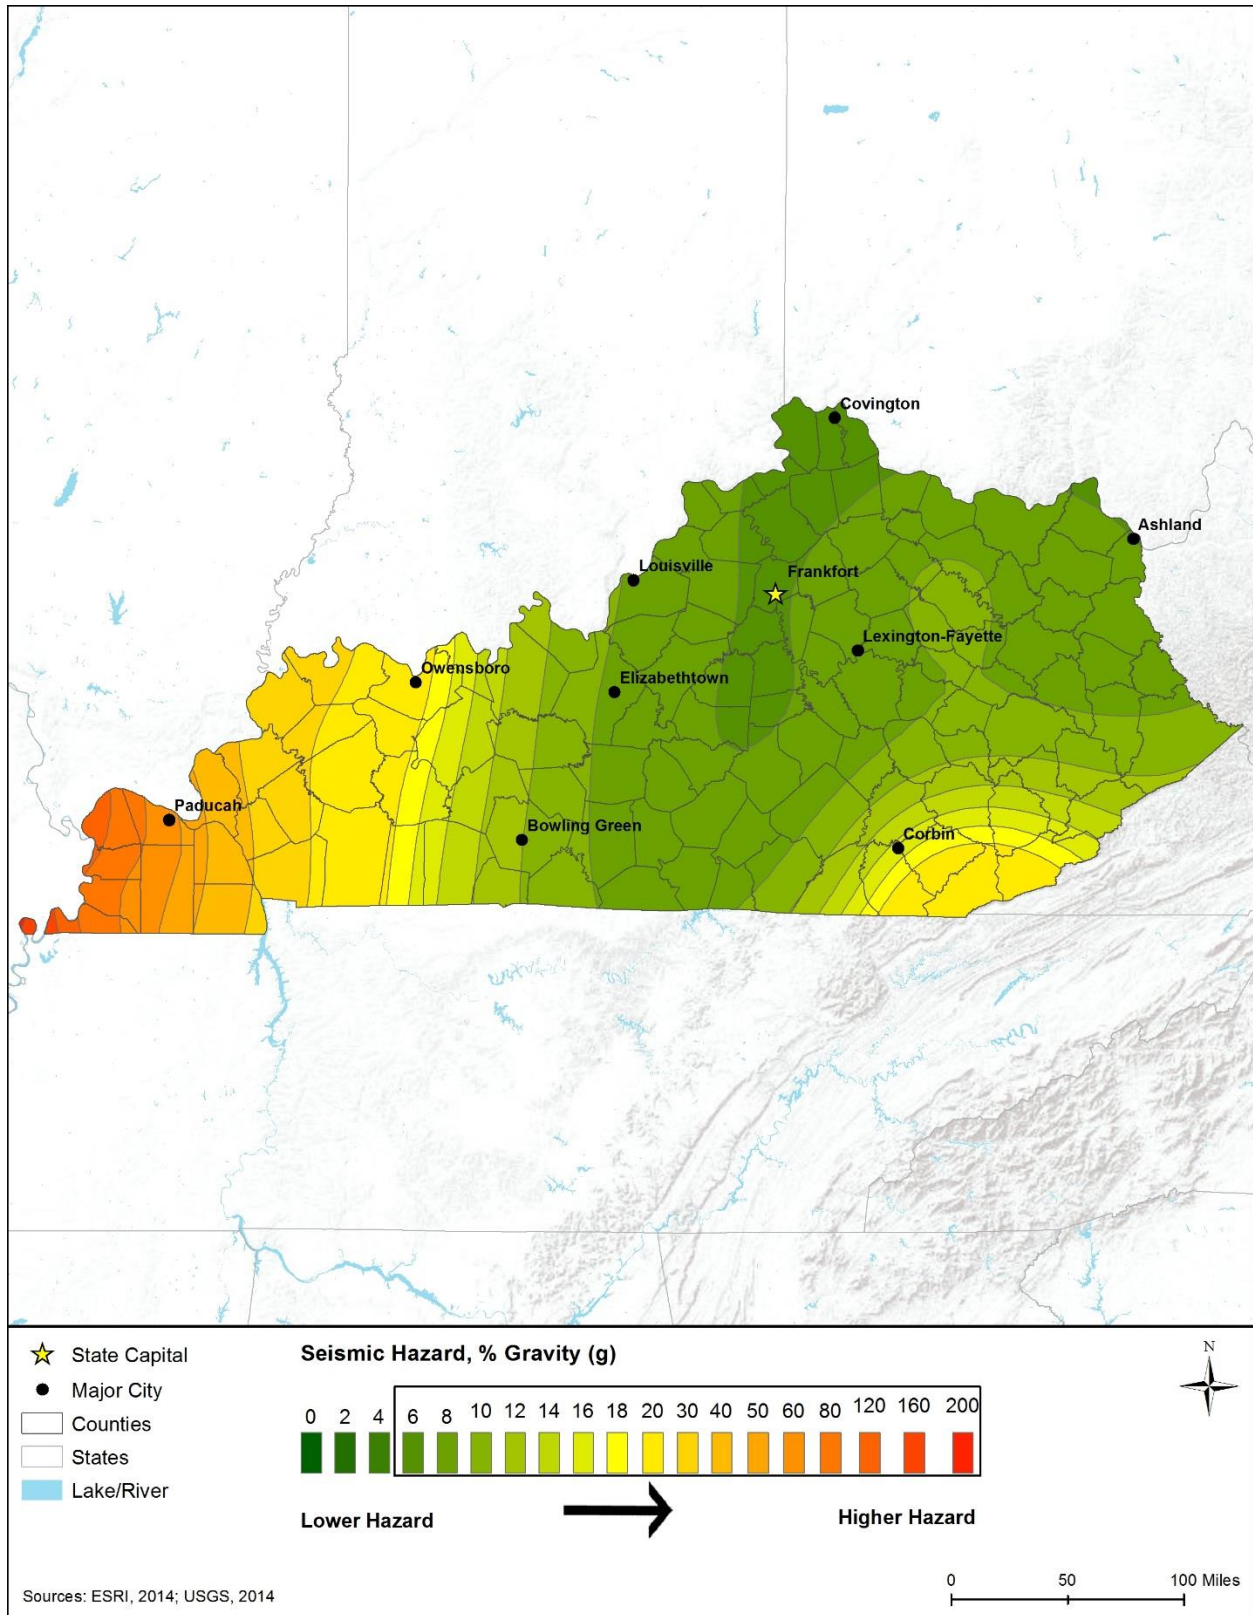 Covington
Ashland
Louisville
Frankfort
Lexington-Fayette
Owensboro
Elizabethtown
Paducah
Bowling Green
Corbin
State Capital
Major City
Counties
States
Lake/River
Seismic Hazard, % Gravity (g)
0 2 4 6 8 10 12 14 16 18 20 30 40 50 60 80 120 160 200
Lower Hazard
Higher Hazard
N
Sources: ESRI, 2014; USGS, 2014
0 50 100 Miles